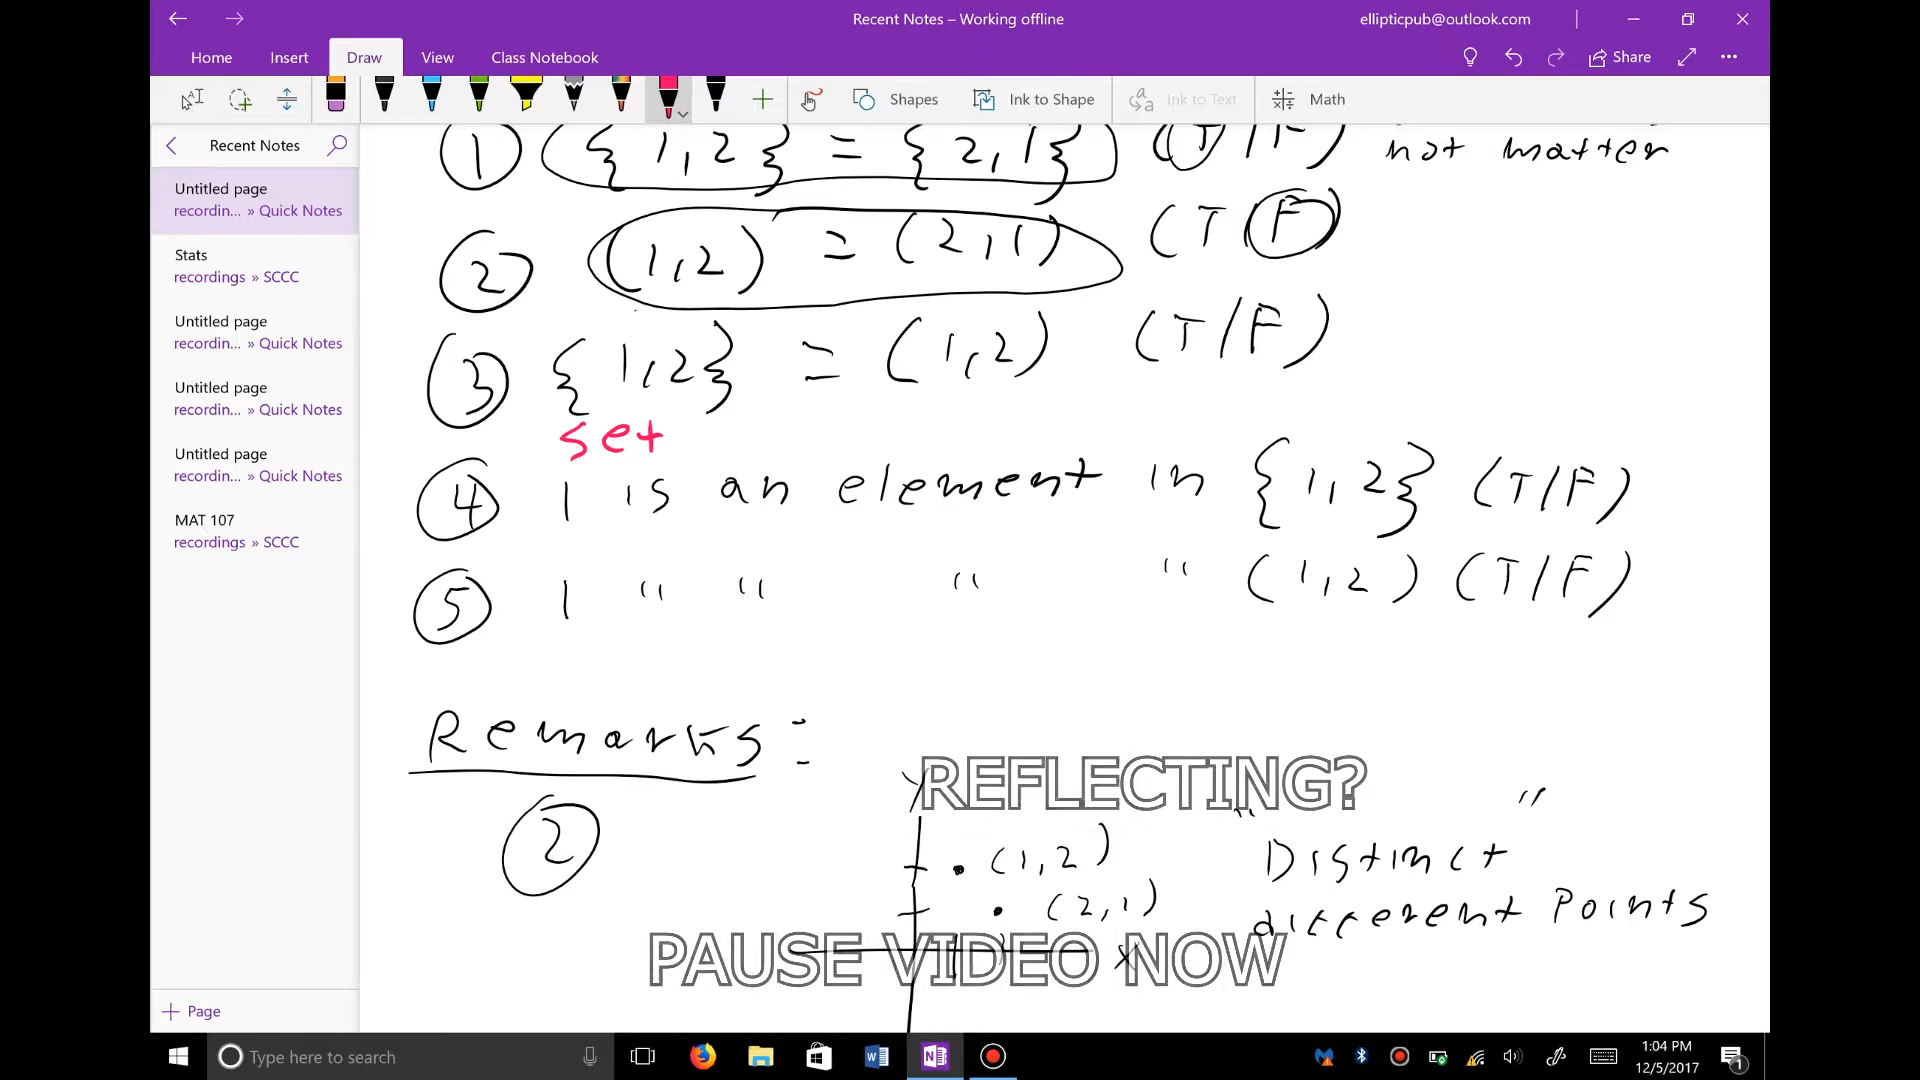 Recent Notes – Working offline
ellipticpub@outlook.com
Home Insert Draw View Class Notebook
Share
Shapes Ink to Shape Ink to Text Math
Recent Notes
Untitled page
recordin... » Quick Notes
Stats
recordings » SCCC
Untitled page
recordin... » Quick Notes
Untitled page
recordin... » Quick Notes
Untitled page
recordin... » Quick Notes
MAT 107
recordings » SCCC
Page
① {1,2} = {2,1} (T/F) not matter
② (1,2) = (2,1) (T F)
③ {1,2} = (1,2) (T/F)
set
④ 1 is an element in {1,2} (T/F)
⑤ 1 " " " " (1,2) (T/F)
Remarks:
REFLECTING?
②
y
(1,2) "Distinct"
(2,1) different Points
x
PAUSE VIDEO NOW
Type here to search
1:04 PM
12/5/2017
1